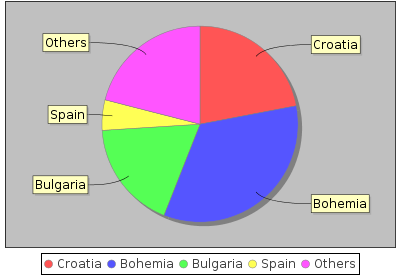 Others
Croatia
Spain
Bulgaria
Bohemia
Croatia Bohemia Bulgaria Spain Others